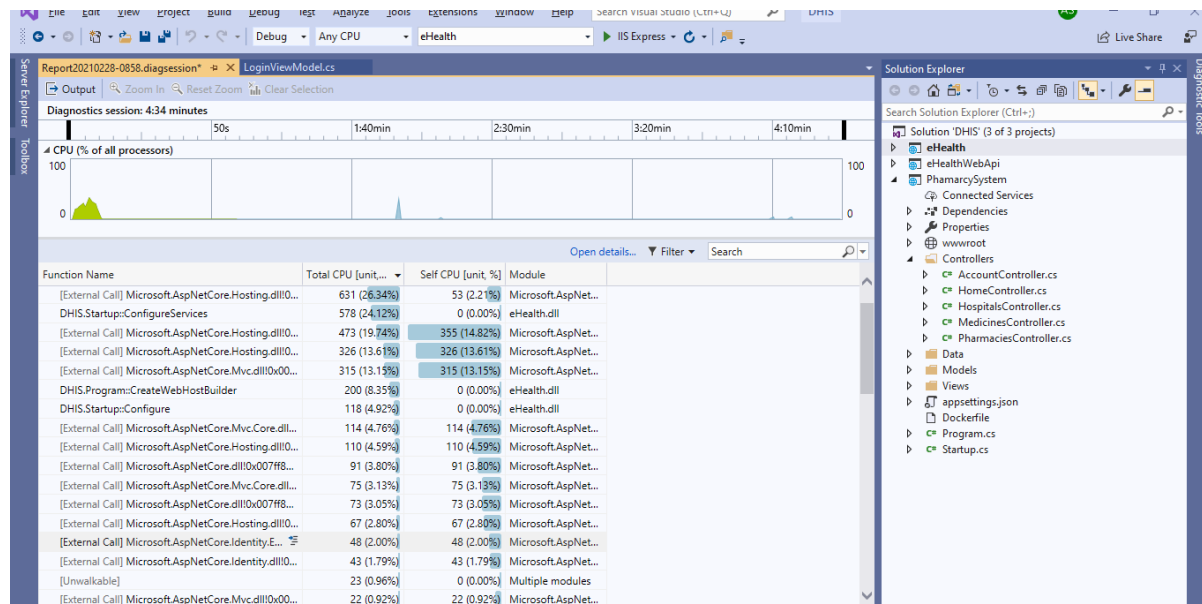 File Edit View Project Build Debug Test Analyze Tools Extensions Window Help Search Visual Studio (Ctrl+Q) DHIS AS
Debug Any CPU eHealth IIS Express Live Share
Server Explorer
Toolbox
Report20210228-0858.diagsession* LoginViewModel.cs
Output Zoom In Reset Zoom Clear Selection
Diagnostics session: 4:34 minutes
50s 1:40min 2:30min 3:20min 4:10min
CPU (% of all processors)
100 100
0 0
Open details... Filter Search
Function Name Total CPU [unit,... Self CPU [unit, %] Module
[External Call] Microsoft.AspNetCore.Hosting.dll!0... 631 (26.34%) 53 (2.21%) Microsoft.AspNet...
DHIS.Startup::ConfigureServices 578 (24.12%) 0 (0.00%) eHealth.dll
[External Call] Microsoft.AspNetCore.Hosting.dll!0... 473 (19.74%) 355 (14.82%) Microsoft.AspNet...
[External Call] Microsoft.AspNetCore.Hosting.dll!0... 326 (13.61%) 326 (13.61%) Microsoft.AspNet...
[External Call] Microsoft.AspNetCore.Mvc.dll!0x00... 315 (13.15%) 315 (13.15%) Microsoft.AspNet...
DHIS.Program::CreateWebHostBuilder 200 (8.35%) 0 (0.00%) eHealth.dll
DHIS.Startup::Configure 118 (4.92%) 0 (0.00%) eHealth.dll
[External Call] Microsoft.AspNetCore.Mvc.Core.dll... 114 (4.76%) 114 (4.76%) Microsoft.AspNet...
[External Call] Microsoft.AspNetCore.Hosting.dll!0... 110 (4.59%) 110 (4.59%) Microsoft.AspNet...
[External Call] Microsoft.AspNetCore.dll!0x007ff8... 91 (3.80%) 91 (3.80%) Microsoft.AspNet...
[External Call] Microsoft.AspNetCore.Mvc.Core.dll... 75 (3.13%) 75 (3.13%) Microsoft.AspNet...
[External Call] Microsoft.AspNetCore.dll!0x007ff8... 73 (3.05%) 73 (3.05%) Microsoft.AspNet...
[External Call] Microsoft.AspNetCore.Hosting.dll!0... 67 (2.80%) 67 (2.80%) Microsoft.AspNet...
[External Call] Microsoft.AspNetCore.Identity.E... 48 (2.00%) 48 (2.00%) Microsoft.AspNet...
[External Call] Microsoft.AspNetCore.Identity.dll!0... 43 (1.79%) 43 (1.79%) Microsoft.AspNet...
[Unwalkable] 23 (0.96%) 0 (0.00%) Multiple modules
[External Call] Microsoft.AspNetCore.Mvc.dll!0x00... 22 (0.92%) 22 (0.92%) Microsoft.AspNet...
Solution Explorer
Search Solution Explorer (Ctrl+;)
Solution 'DHIS' (3 of 3 projects)
eHealth
eHealthWebApi
PhamarcySystem
Connected Services
Dependencies
Properties
wwwroot
Controllers
C# AccountController.cs
C# HomeController.cs
C# HospitalsController.cs
C# MedicinesController.cs
C# PharmaciesController.cs
Data
Models
Views
appsettings.json
Dockerfile
C# Program.cs
C# Startup.cs
Diagnostic Tools